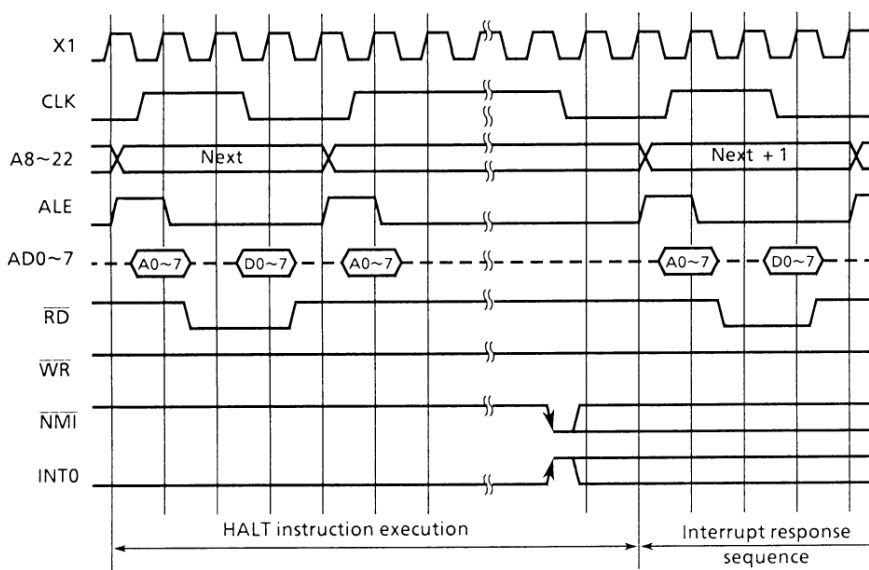 X1
CLK
A8~22 Next Next + 1
ALE
AD0~7 A0~7 D0~7 A0~7 A0~7 D0~7
RD
WR
NMI
INT0
HALT instruction execution Interrupt response
sequence